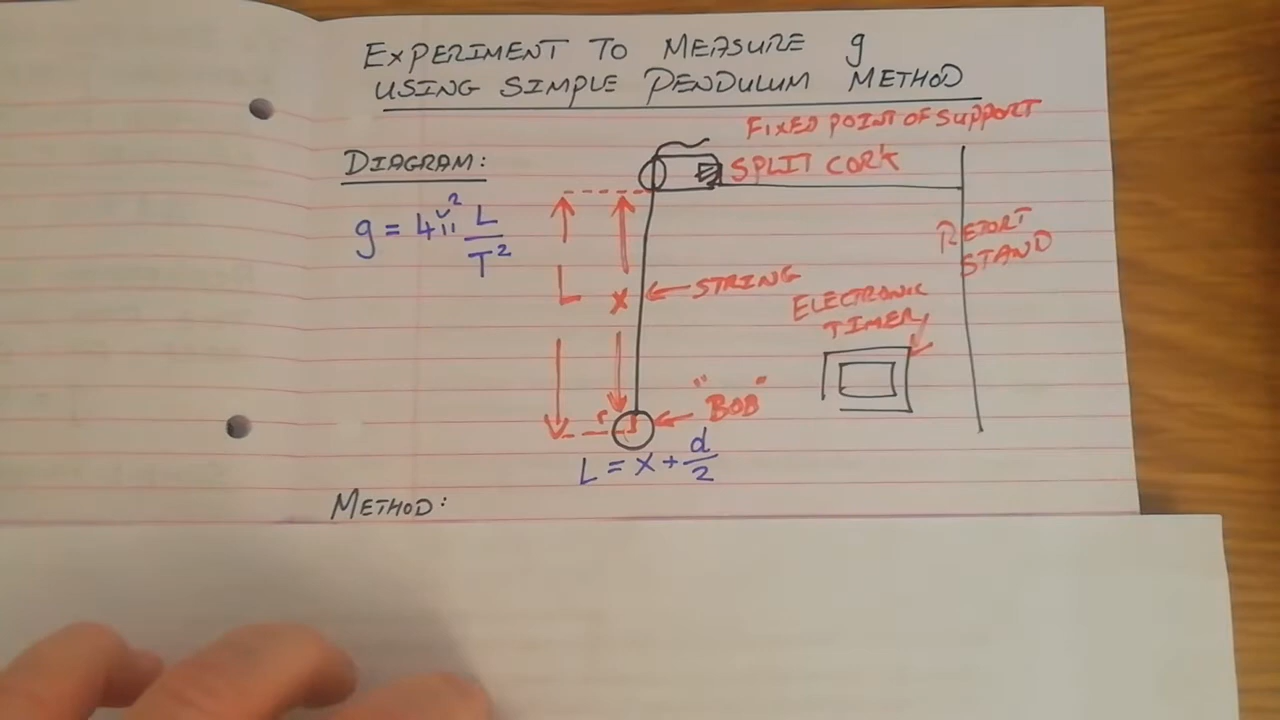 EXPERIMENT TO MEASURE g
USING SIMPLE PENDULUM METHOD
DIAGRAM:
g = 4π² L / T²
FIXED POINT OF SUPPORT
SPLIT CORK
RETORT
STAND
L
x
STRING
ELECTRONIC
TIMER
"BOB"
r
L = x + d/2
METHOD: